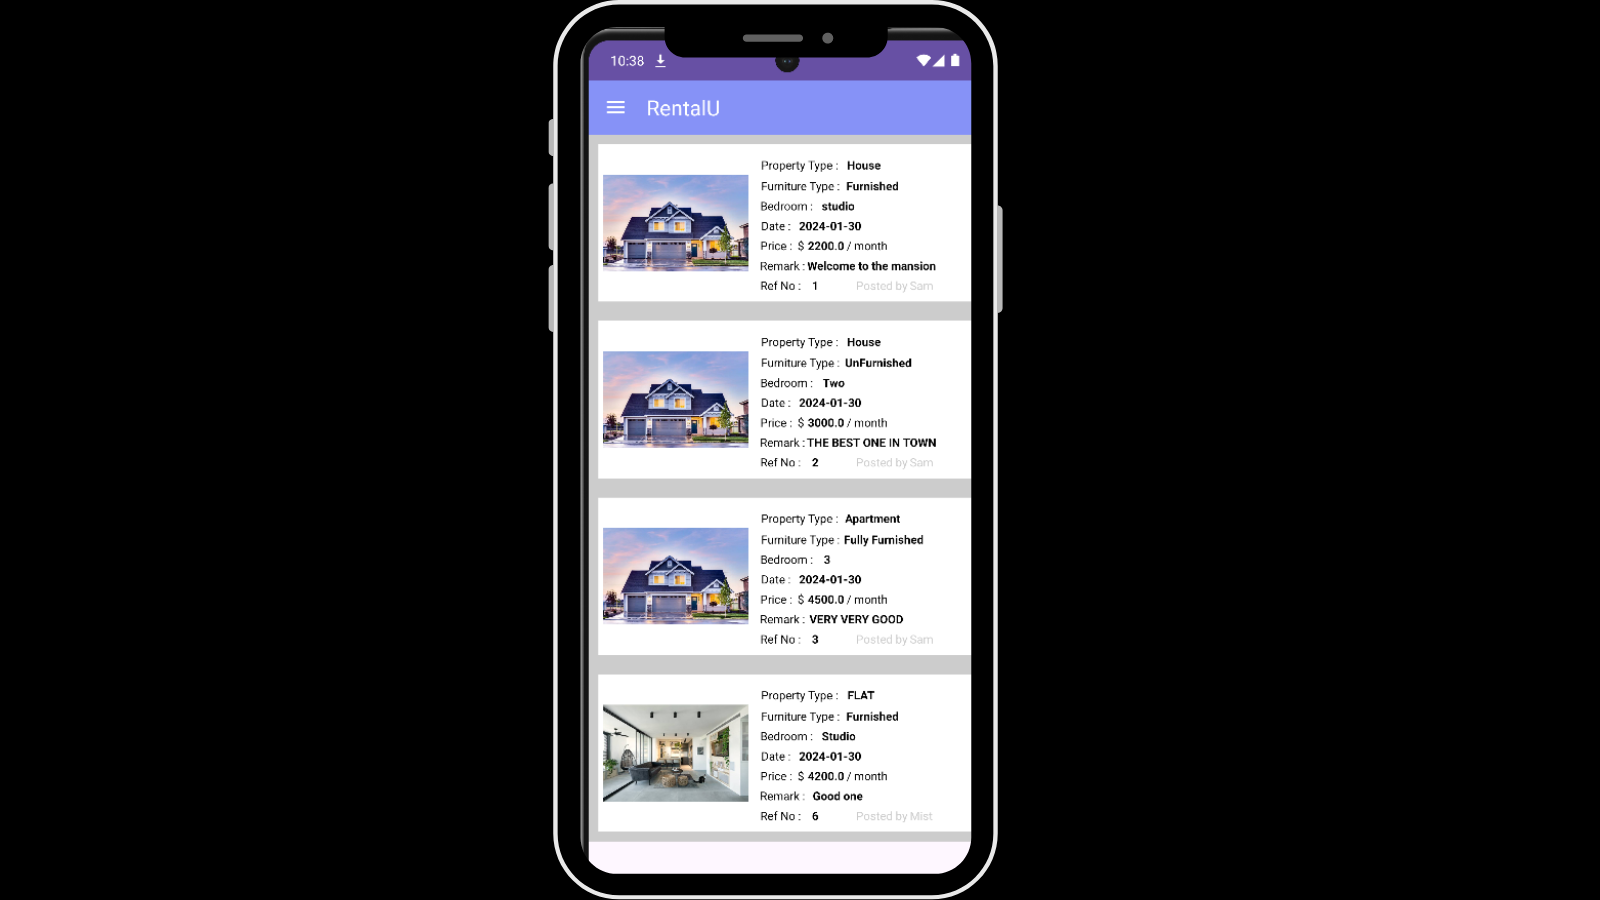 10:38
RentalU
Property Type : House
Furniture Type : Furnished
Bedroom : studio
Date : 2024-01-30
Price : $ 2200.0 / month
Remark : Welcome to the mansion
Ref No : 1 Posted by Sam
Property Type : House
Furniture Type : UnFurnished
Bedroom : Two
Date : 2024-01-30
Price : $ 3000.0 / month
Remark : THE BEST ONE IN TOWN
Ref No : 2 Posted by Sam
Property Type : Apartment
Furniture Type : Fully Furnished
Bedroom : 3
Date : 2024-01-30
Price : $ 4500.0 / month
Remark : VERY VERY GOOD
Ref No : 3 Posted by Sam
Property Type : FLAT
Furniture Type : Furnished
Bedroom : Studio
Date : 2024-01-30
Price : $ 4200.0 / month
Remark : Good one
Ref No : 6 Posted by Mist